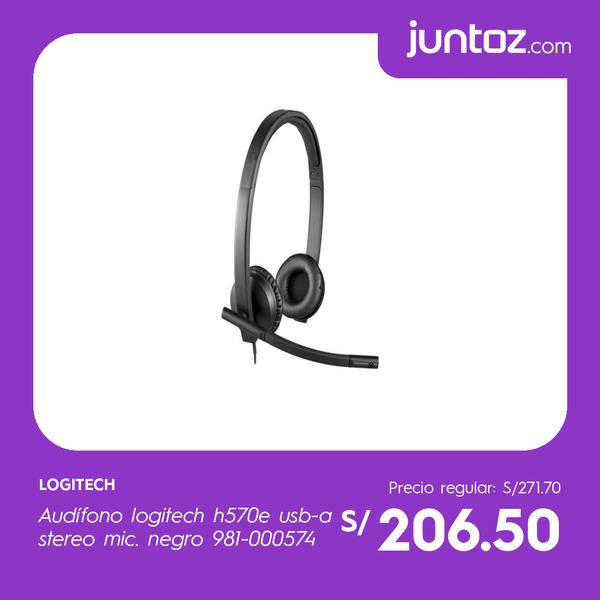 juntoz.com
LOGITECH
Audífono logitech h570e usb-a
stereo mic. negro 981-000574
Precio regular: S/271.70
S/ 206.50